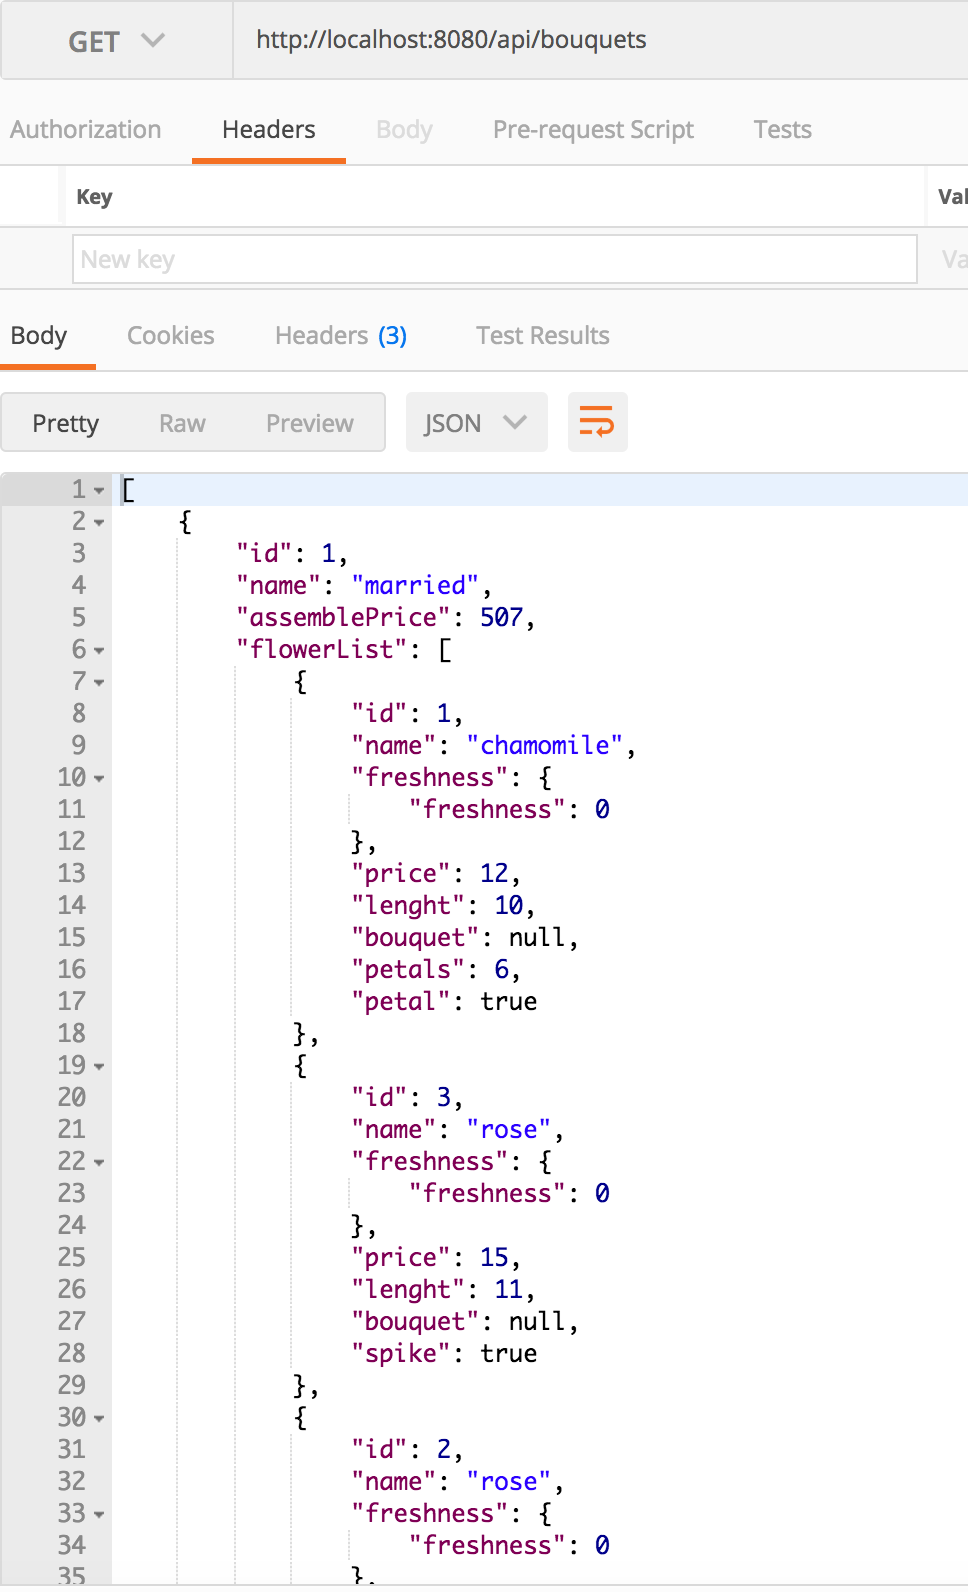 GET http://localhost:8080/api/bouquets
Authorization Headers Body Pre-request Script Tests
Key Val
New key Va
Body Cookies Headers (3) Test Results
Pretty Raw Preview JSON
1 [
2 {
3 "id": 1,
4 "name": "married",
5 "assemblePrice": 507,
6 "flowerList": [
7 {
8 "id": 1,
9 "name": "chamomile",
10 "freshness": {
11 "freshness": 0
12 },
13 "price": 12,
14 "lenght": 10,
15 "bouquet": null,
16 "petals": 6,
17 "petal": true
18 },
19 {
20 "id": 3,
21 "name": "rose",
22 "freshness": {
23 "freshness": 0
24 },
25 "price": 15,
26 "lenght": 11,
27 "bouquet": null,
28 "spike": true
29 },
30 {
31 "id": 2,
32 "name": "rose",
33 "freshness": {
34 "freshness": 0
35 },